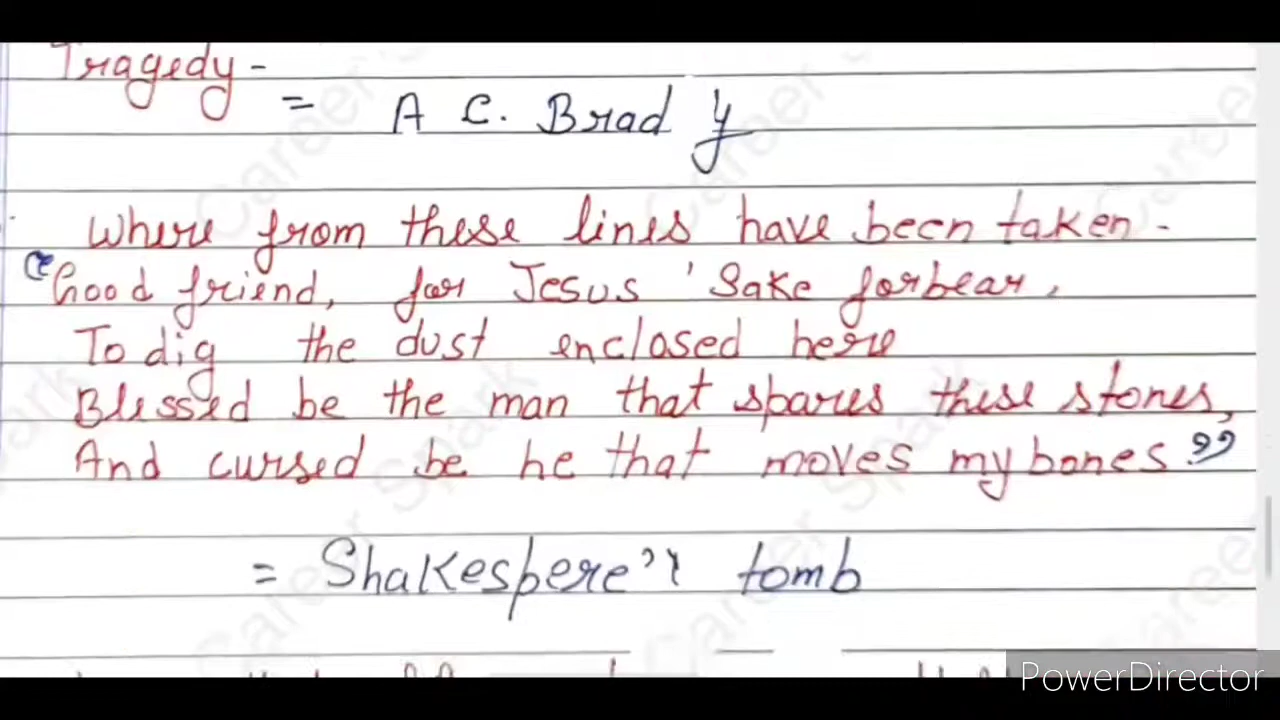 Tragedy -
= A C. Brad y
Where from these lines have been taken -
"Good friend, for Jesus ' Sake forbear,
To dig the dust enclosed here
Blessed be the man that spares these stones,
And cursed be he that moves my bones."
= Shakespere's tomb
Career Spark
PowerDirector